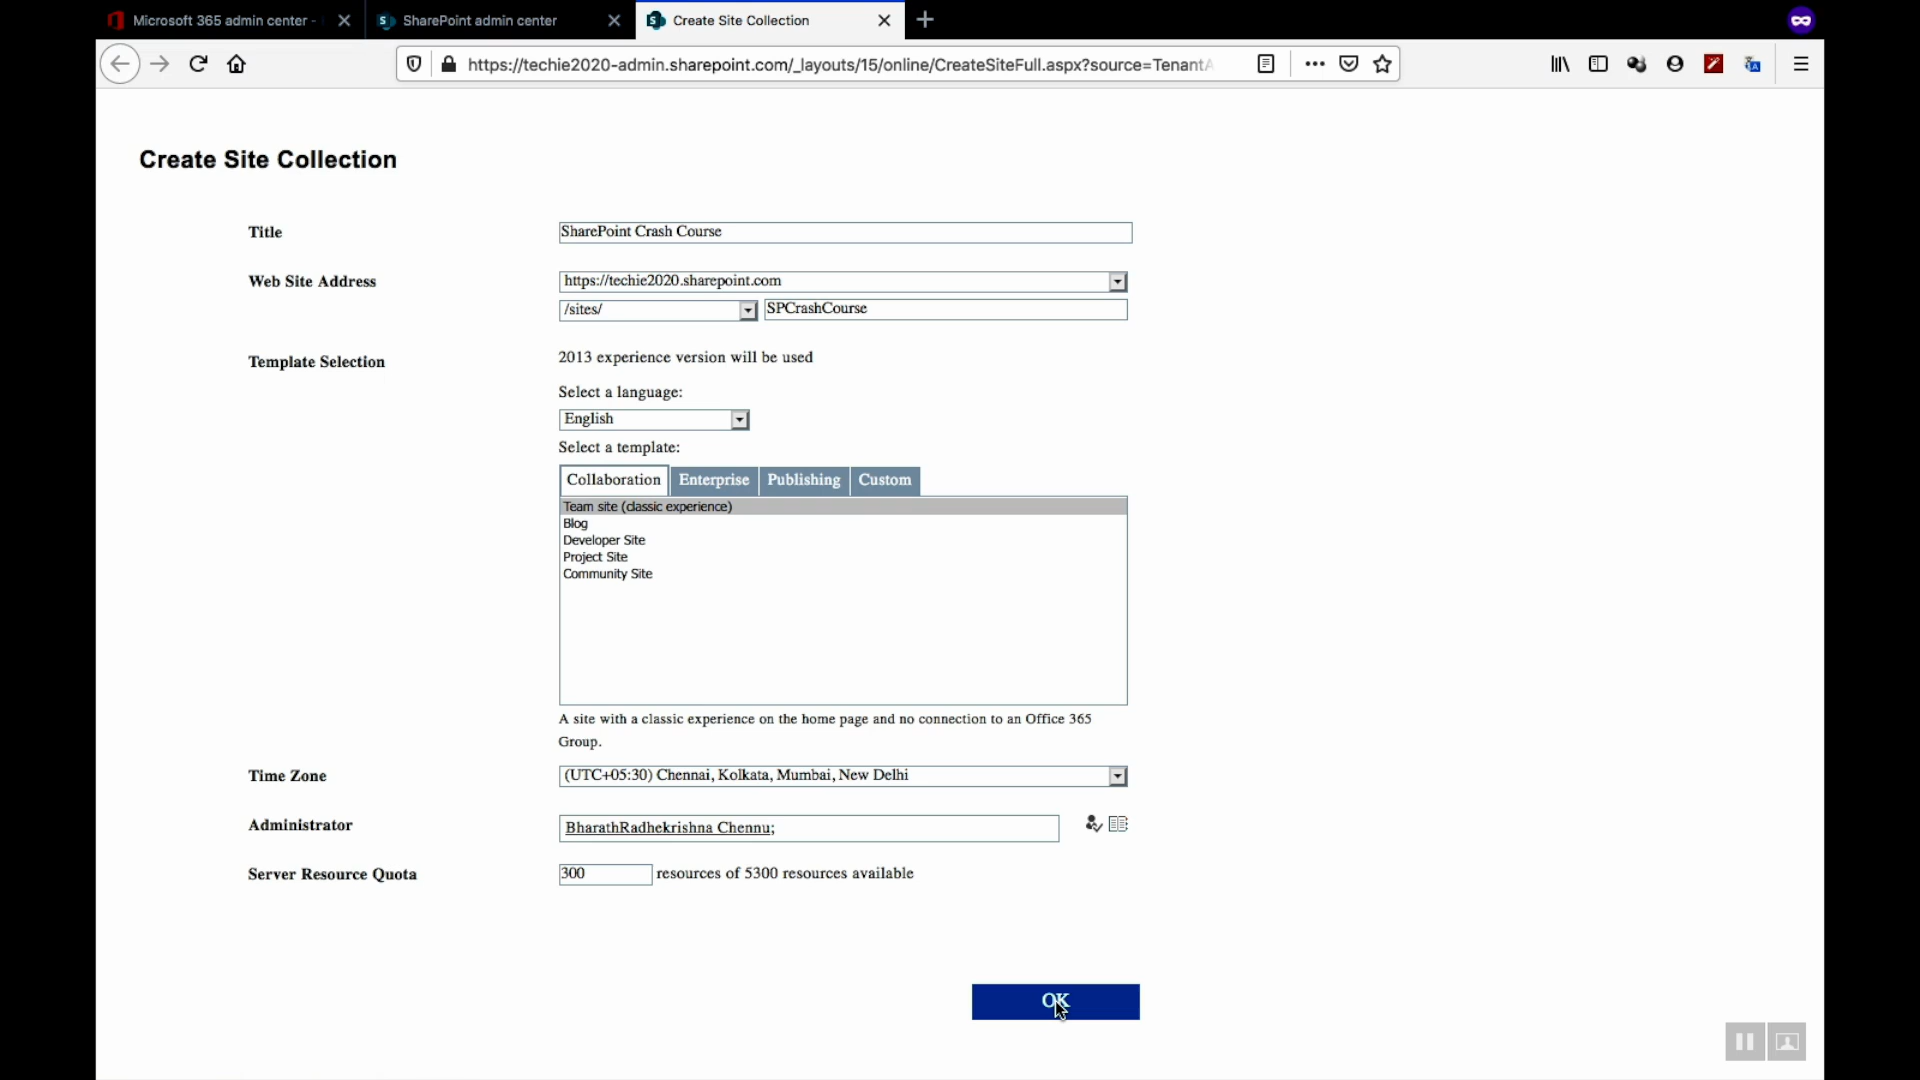 Microsoft 365 admin center -
SharePoint admin center
Create Site Collection
https://techie2020-admin.sharepoint.com/_layouts/15/online/CreateSiteFull.aspx?source=TenantA
Create Site Collection
Title
SharePoint Crash Course
Web Site Address
https://techie2020.sharepoint.com
/sites/
SPCrashCourse
Template Selection
2013 experience version will be used
Select a language:
English
Select a template:
Collaboration Enterprise Publishing Custom
Team site (classic experience)
Blog
Developer Site
Project Site
Community Site
A site with a classic experience on the home page and no connection to an Office 365
Group.
Time Zone
(UTC+05:30) Chennai, Kolkata, Mumbai, New Delhi
Administrator
BharathRadhekrishna Chennu;
Server Resource Quota
300 resources of 5300 resources available
OK